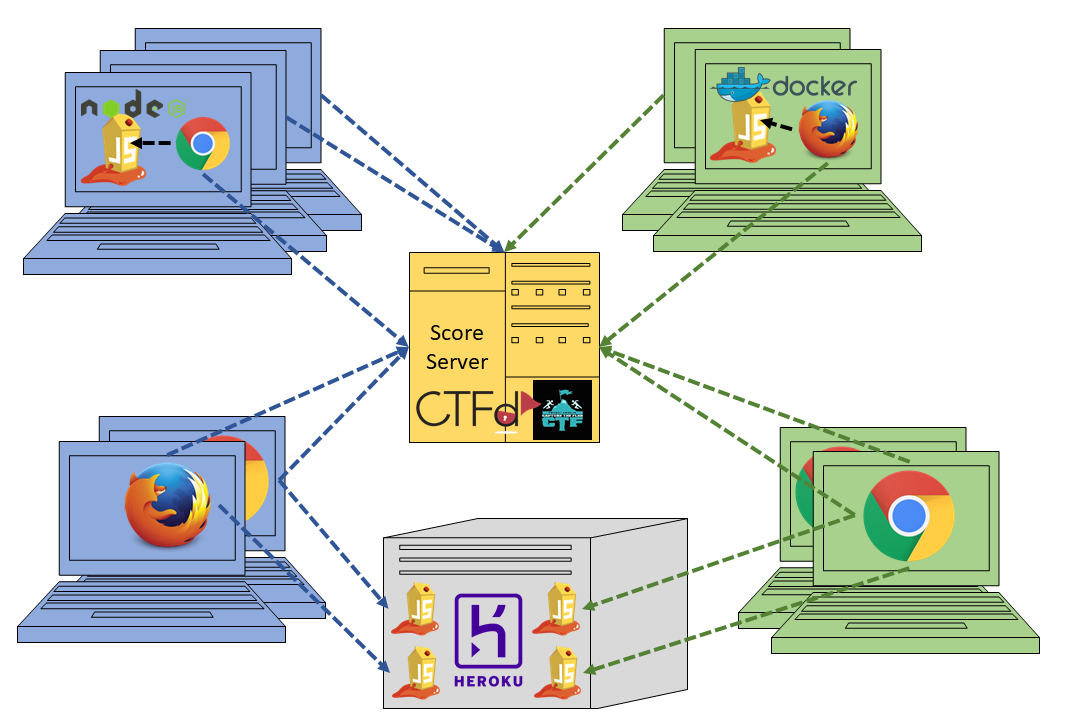 node
JS
docker
JS
Score
Server
CTFd
CAPTURE THE FLAG
CTF
JS
JS
JS
JS
HEROKU